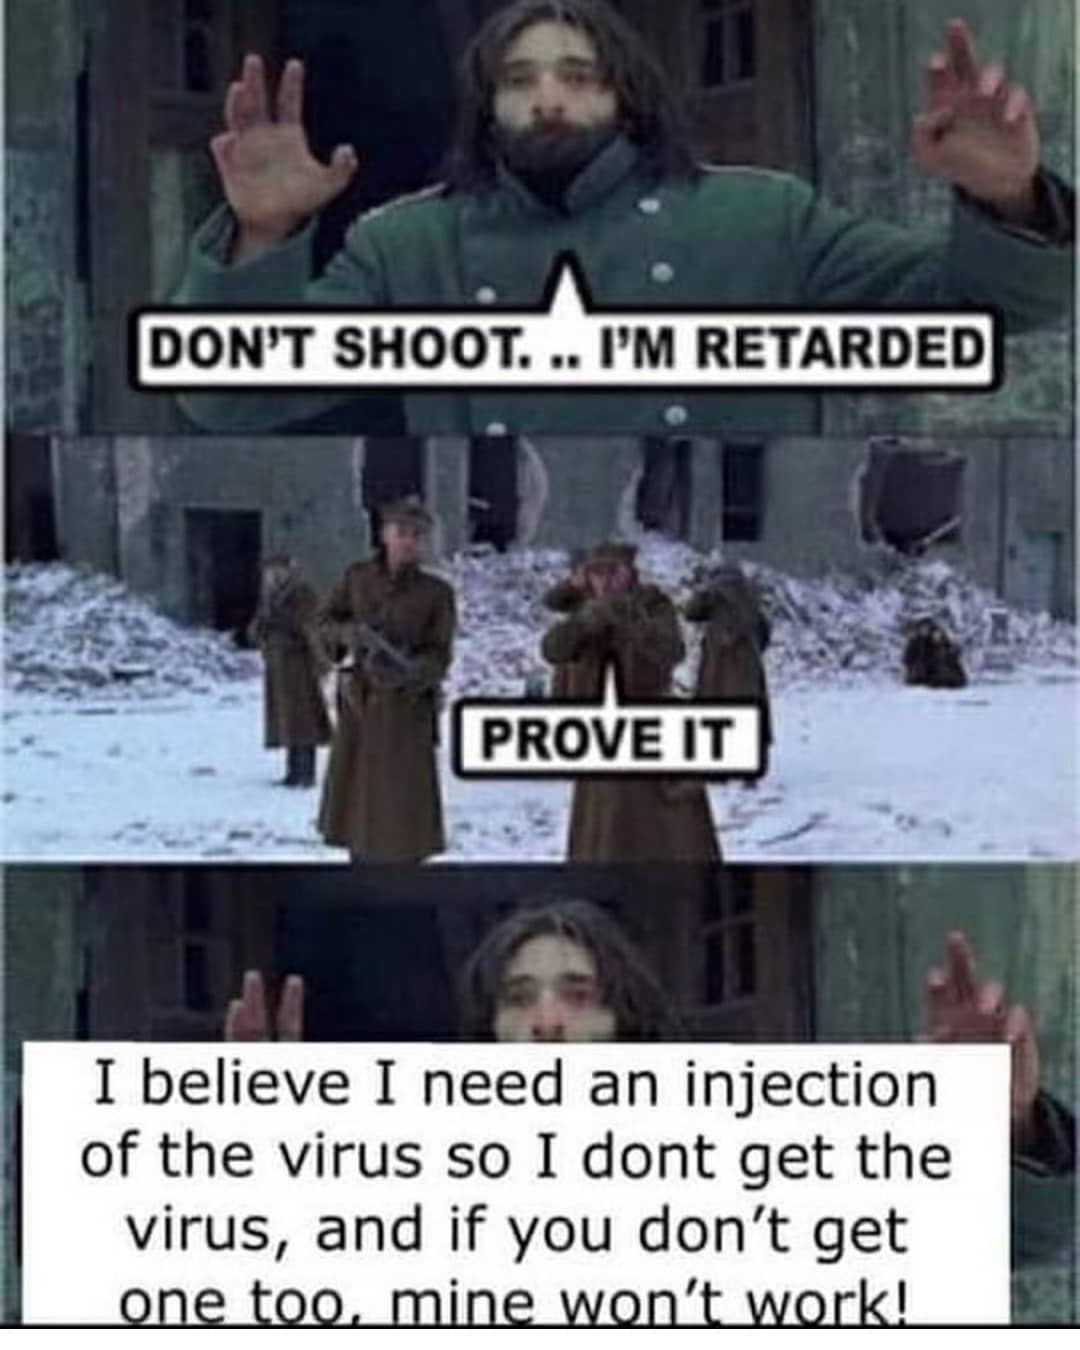 DON'T SHOOT. .. I'M RETARDED
PROVE IT
I believe I need an injection
of the virus so I dont get the
virus, and if you don't get
one too, mine won't work!